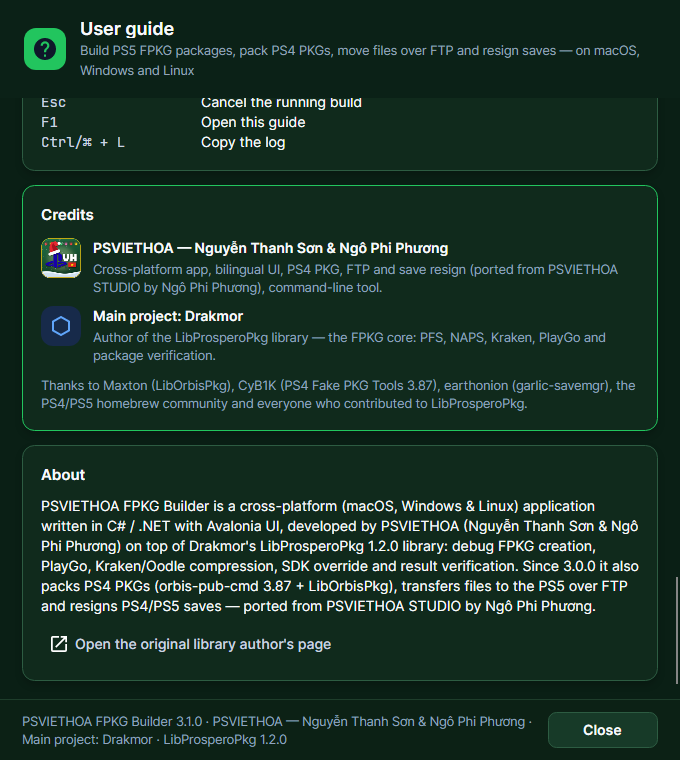 User guide
Build PS5 FPKG packages, pack PS4 PKGs, move files over FTP and resign saves — on macOS,
Windows and Linux
Esc Cancel the running build
F1 Open this guide
Ctrl/⌘ + L Copy the log
Credits
PSVIETHOA — Nguyễn Thanh Sơn & Ngô Phi Phương
Cross-platform app, bilingual UI, PS4 PKG, FTP and save resign (ported from PSVIETHOA
STUDIO by Ngô Phi Phương), command-line tool.
Main project: Drakmor
Author of the LibProsperoPkg library — the FPKG core: PFS, NAPS, Kraken, PlayGo and
package verification.
Thanks to Maxton (LibOrbisPkg), CyB1K (PS4 Fake PKG Tools 3.87), earthonion (garlic-savemgr), the
PS4/PS5 homebrew community and everyone who contributed to LibProsperoPkg.
About
PSVIETHOA FPKG Builder is a cross-platform (macOS, Windows & Linux) application
written in C# / .NET with Avalonia UI, developed by PSVIETHOA (Nguyễn Thanh Sơn & Ngô
Phi Phương) on top of Drakmor's LibProsperoPkg 1.2.0 library: debug FPKG creation,
PlayGo, Kraken/Oodle compression, SDK override and result verification. Since 3.0.0 it also
packs PS4 PKGs (orbis-pub-cmd 3.87 + LibOrbisPkg), transfers files to the PS5 over FTP
and resigns PS4/PS5 saves — ported from PSVIETHOA STUDIO by Ngô Phi Phương.
Open the original library author's page
PSVIETHOA FPKG Builder 3.1.0 · PSVIETHOA — Nguyễn Thanh Sơn & Ngô Phi Phương ·
Main project: Drakmor · LibProsperoPkg 1.2.0
Close